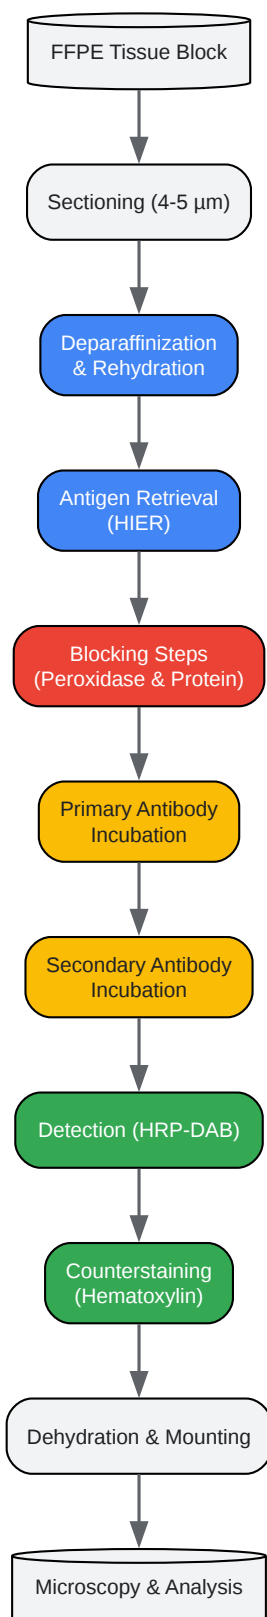 FFPE Tissue Block
Sectioning (4-5 µm)
Deparaffinization
& Rehydration
Antigen Retrieval
(HIER)
Blocking Steps
(Peroxidase & Protein)
Primary Antibody
Incubation
Secondary Antibody
Incubation
Detection (HRP-DAB)
Counterstaining
(Hematoxylin)
Dehydration & Mounting
Microscopy & Analysis